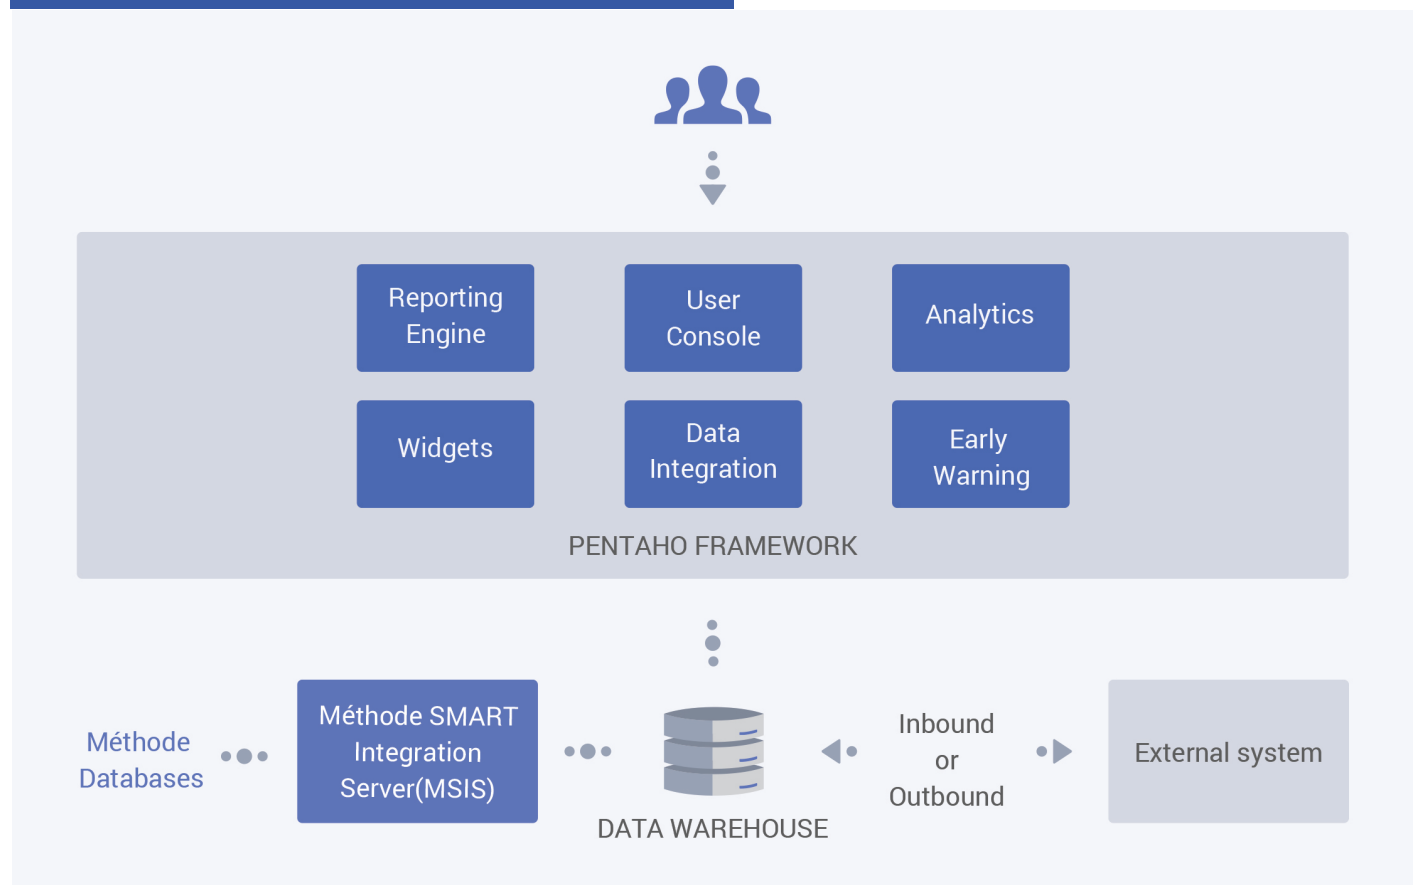 Reporting
Engine
User
Console
Analytics
Widgets
Data
Integration
Early
Warning
PENTAHO FRAMEWORK
Méthode
Databases
Méthode SMART
Integration
Server(MSIS)
DATA WAREHOUSE
Inbound
or
Outbound
External system